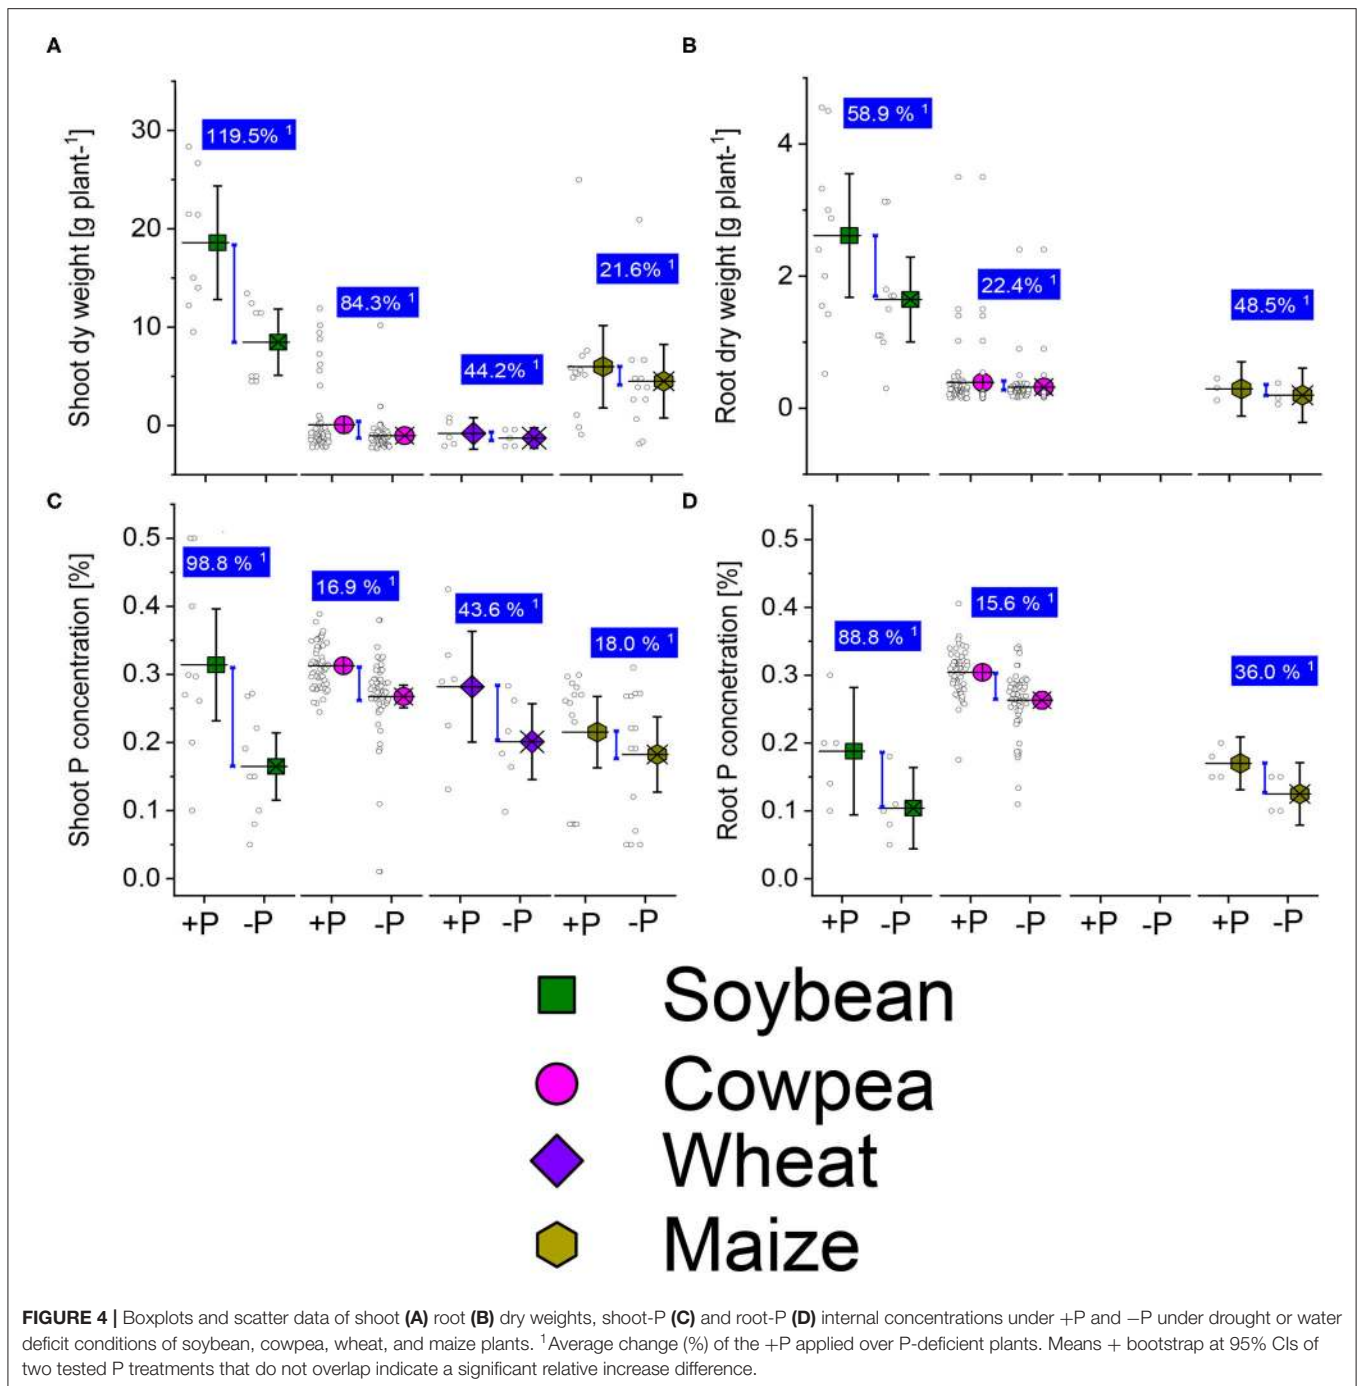 A
B
Shoot dy weight [g plant-¹]
30
20
10
0
119.5% ¹
84.3% ¹
44.2% ¹
21.6% ¹
Root dry weight [g plant-¹]
4
2
0
58.9 % ¹
22.4% ¹
48.5% ¹
C
D
Shoot P concentration [%]
0.5
0.4
0.3
0.2
0.1
0.0
98.8 % ¹
16.9 % ¹
43.6 % ¹
18.0 % ¹
+P -P +P -P +P -P +P -P
Root P concnetration [%]
0.5
0.4
0.3
0.2
0.1
0.0
88.8 % ¹
15.6 % ¹
36.0 % ¹
+P -P +P -P +P -P +P -P
Soybean
Cowpea
Wheat
Maize
FIGURE 4 | Boxplots and scatter data of shoot (A) root (B) dry weights, shoot-P (C) and root-P (D) internal concentrations under +P and −P under drought or water
deficit conditions of soybean, cowpea, wheat, and maize plants. ¹Average change (%) of the +P applied over P-deficient plants. Means + bootstrap at 95% CIs of
two tested P treatments that do not overlap indicate a significant relative increase difference.